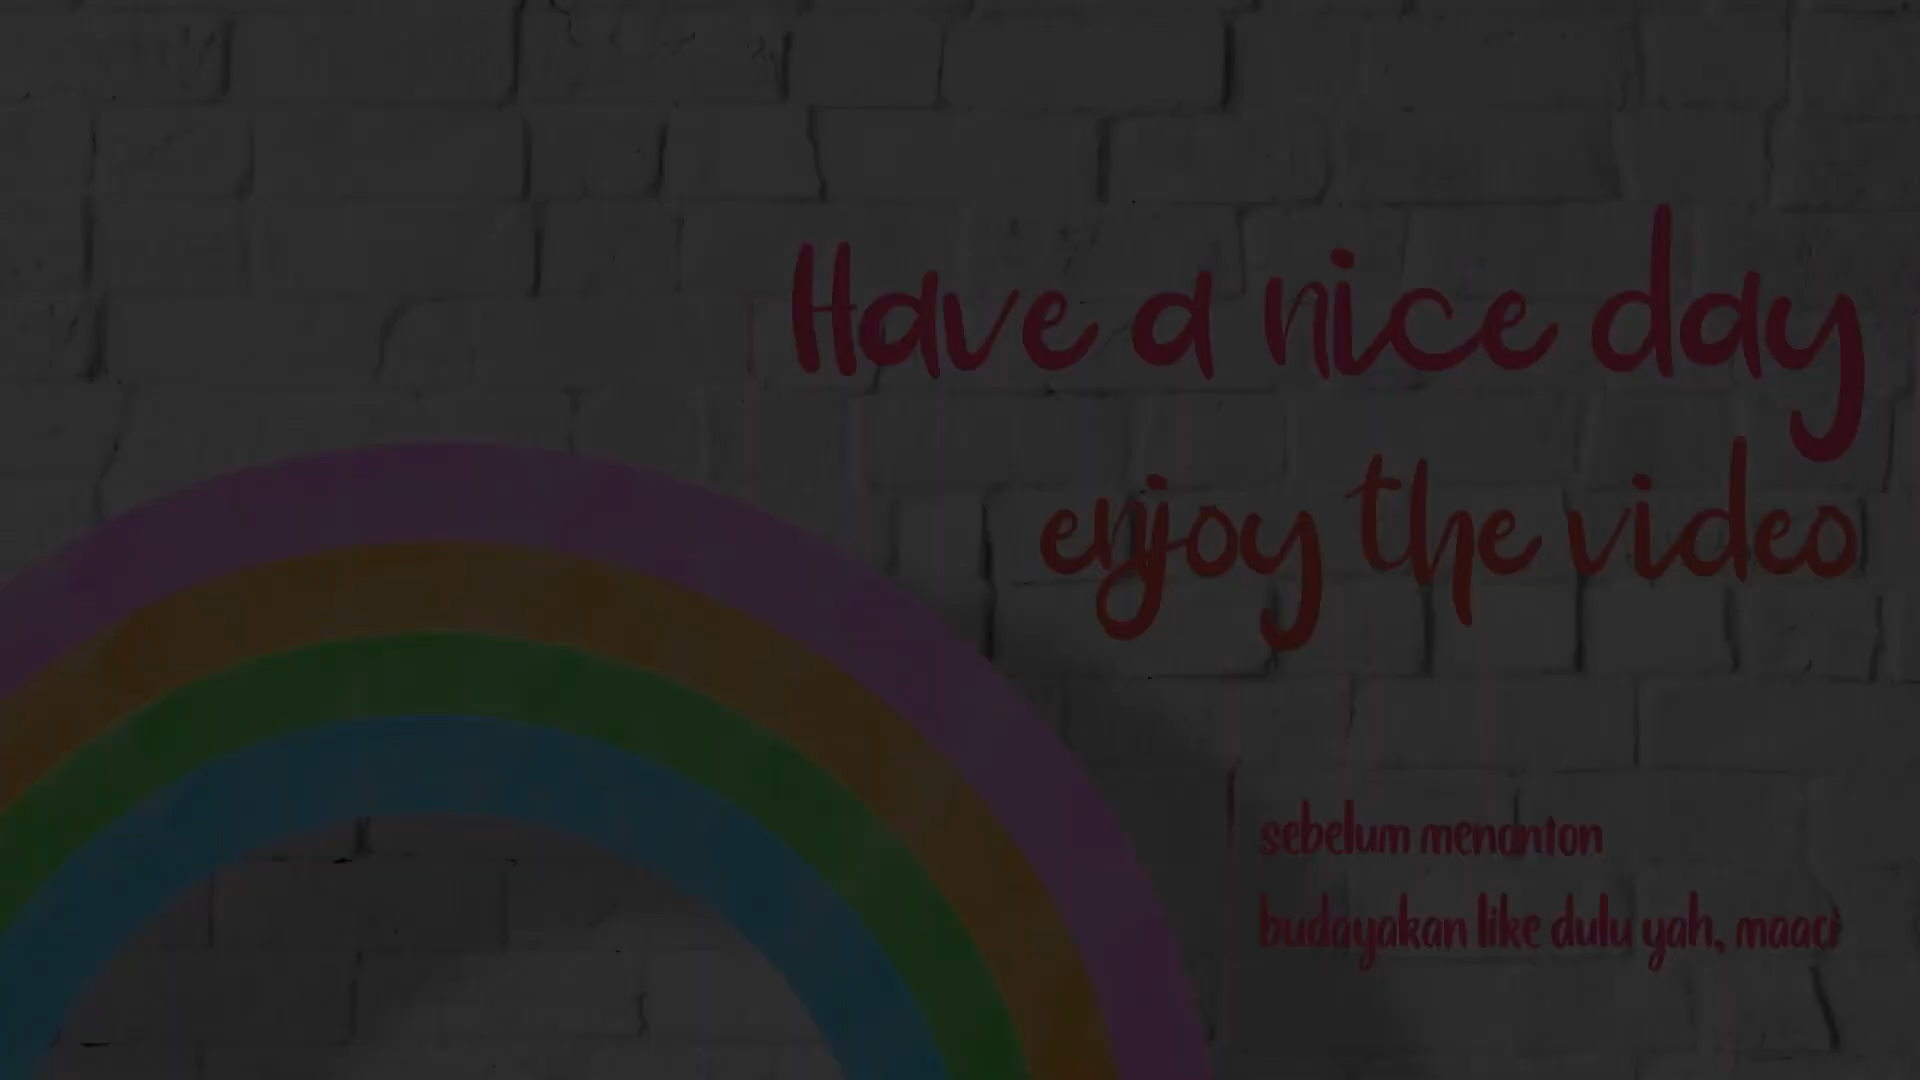 Have a nice day
enjoy the video
sebelum menonton
budayakan like dulu yah, maaci